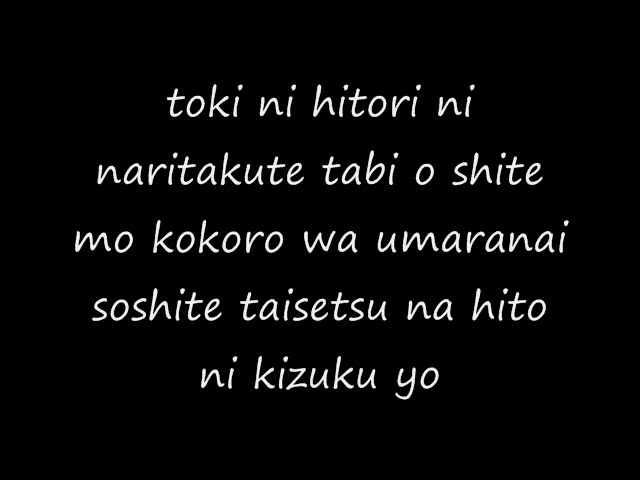 toki ni hitori ni
naritakute tabi o shite
mo kokoro wa umaranai
soshite taisetsu na hito
ni kizuku yo